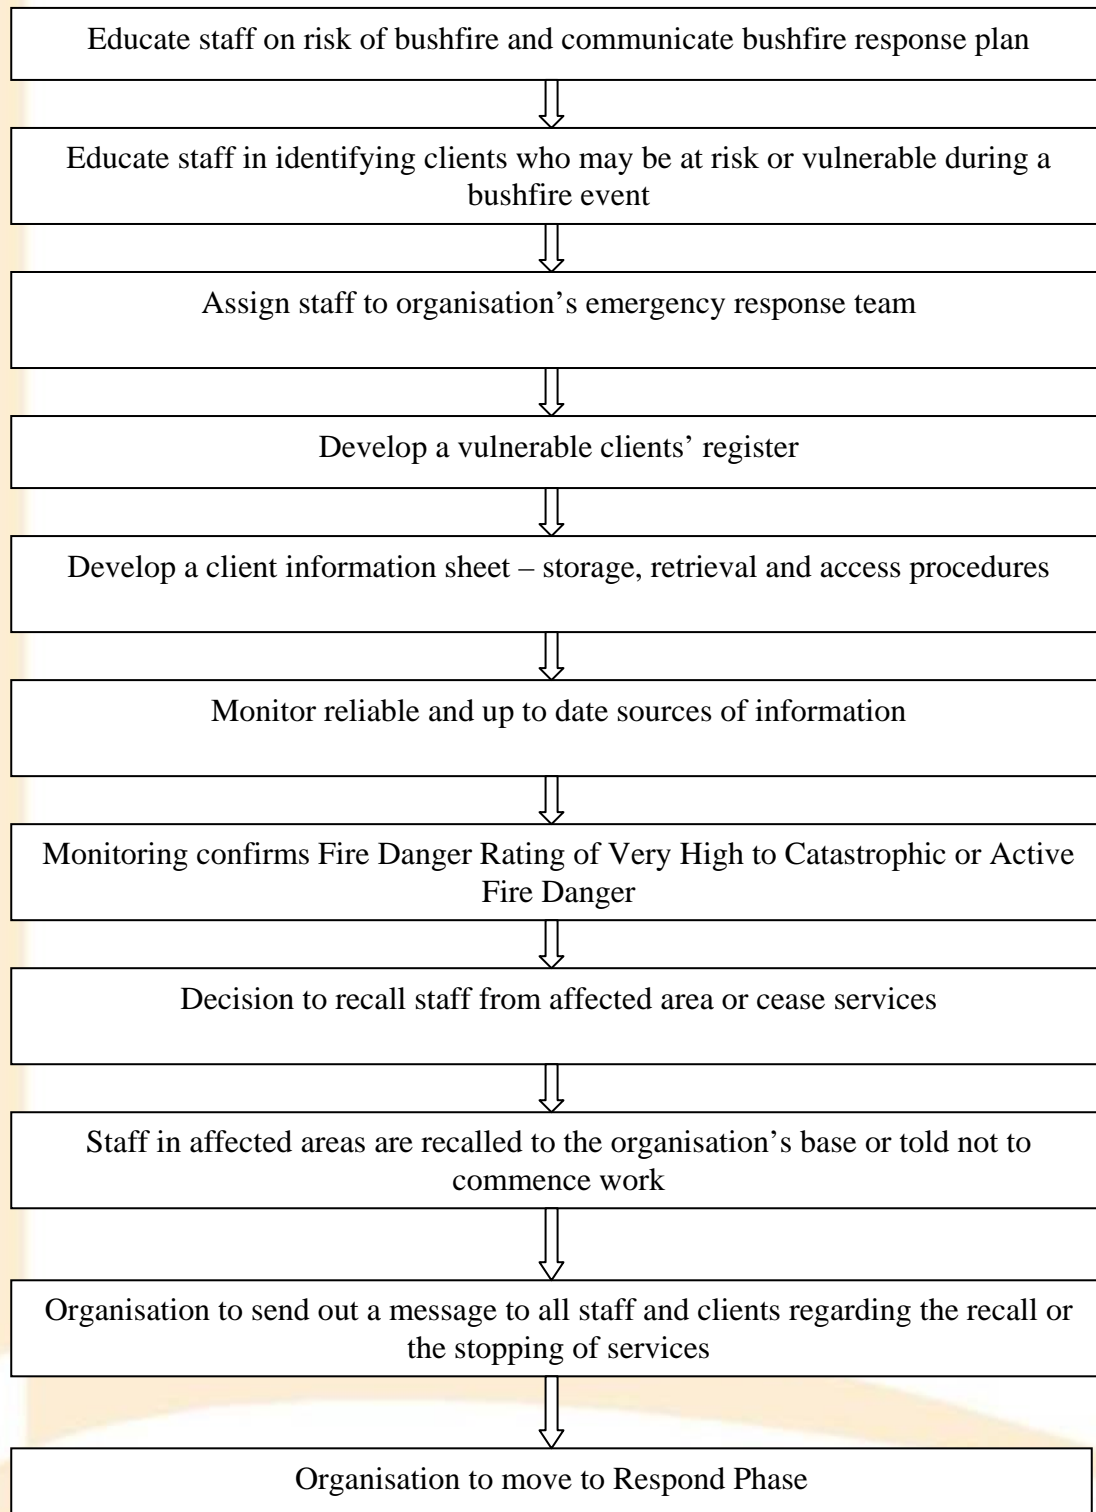 Educate staff on risk of bushfire and communicate bushfire response plan
Educate staff in identifying clients who may be at risk or vulnerable during a
bushfire event
Assign staff to organisation’s emergency response team
Develop a vulnerable clients’ register
Develop a client information sheet – storage, retrieval and access procedures
Monitor reliable and up to date sources of information
Monitoring confirms Fire Danger Rating of Very High to Catastrophic or Active
Fire Danger
Decision to recall staff from affected area or cease services
Staff in affected areas are recalled to the organisation’s base or told not to
commence work
Organisation to send out a message to all staff and clients regarding the recall or
the stopping of services
Organisation to move to Respond Phase